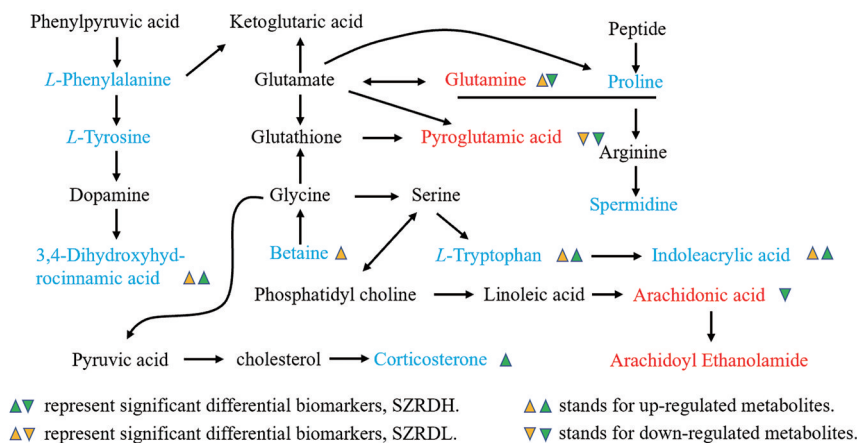 Phenylpyruvic acid
Ketoglutaric acid
Peptide
L-Phenylalanine
Glutamate
Glutamine
Proline
L-Tyrosine
Glutathione
Pyroglutamic acid
Arginine
Dopamine
Glycine
Serine
Spermidine
3,4-Dihydroxyhyd-
rocinnamic acid
Betaine
L-Tryptophan
Indoleacrylic acid
Phosphatidyl choline
Linoleic acid
Arachidonic acid
Pyruvic acid
cholesterol
Corticosterone
Arachidoyl Ethanolamide
represent significant differential biomarkers, SZRDH.
stands for up-regulated metabolites.
represent significant differential biomarkers, SZRDL.
stands for down-regulated metabolites.